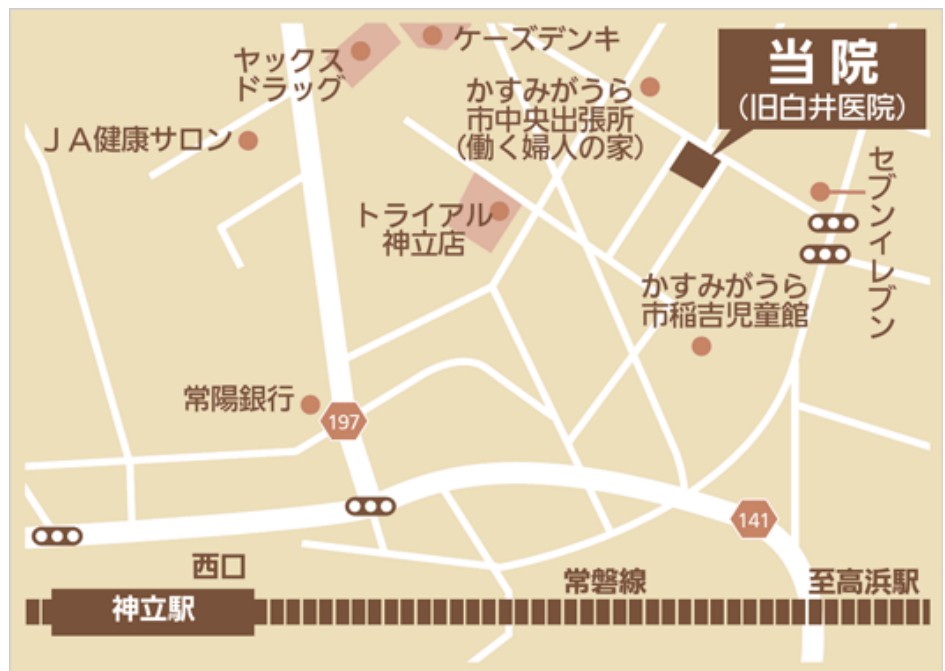 ケーズデンキ
ヤックス
ドラッグ
当院
(旧白井医院)
かすみがうら
市中央出張所
(働く婦人の家)
ＪＡ健康サロン
セブンイレブン
トライアル
神立店
かすみがうら
市稲吉児童館
常陽銀行
197
141
西口
常磐線
至高浜駅
神立駅